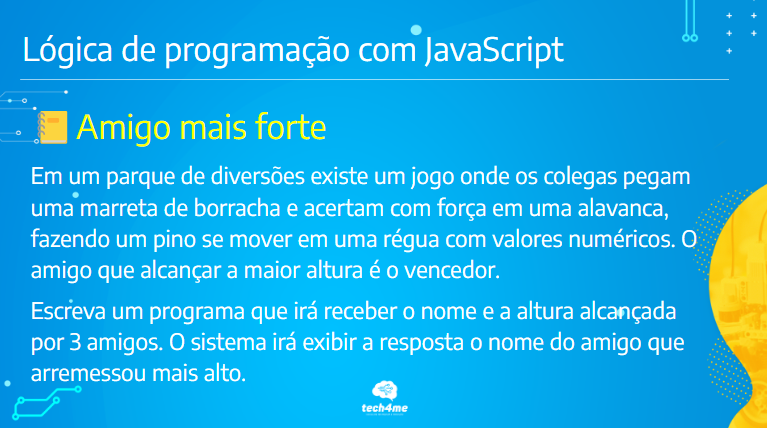 Lógica de programação com JavaScript
Amigo mais forte
Em um parque de diversões existe um jogo onde os colegas pegam
uma marreta de borracha e acertam com força em uma alavanca,
fazendo um pino se mover em uma régua com valores numéricos. O
amigo que alcançar a maior altura é o vencedor.
Escreva um programa que irá receber o nome e a altura alcançada
por 3 amigos. O sistema irá exibir a resposta o nome do amigo que
arremessou mais alto.
tech4me